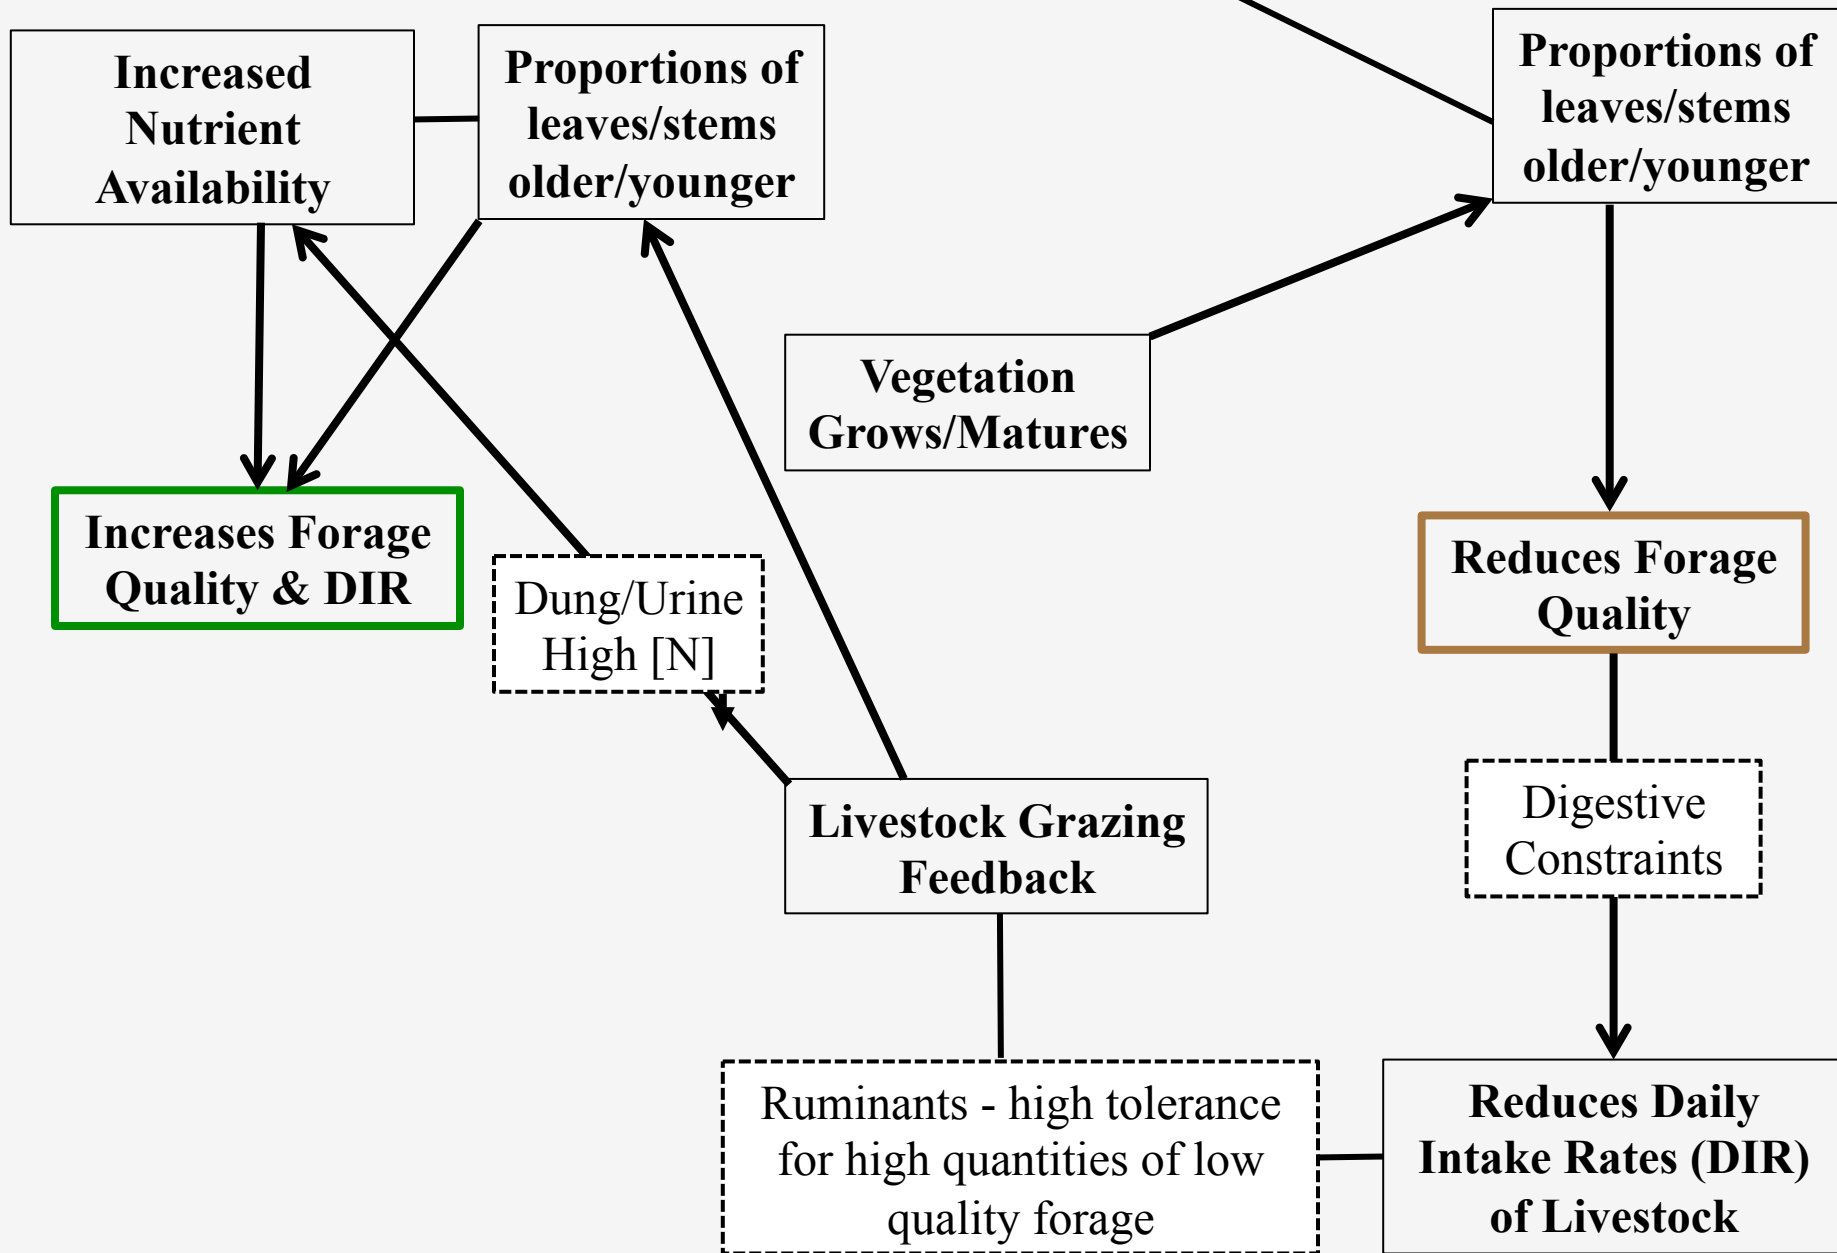 Increased
Nutrient
Availability
Proportions of
leaves/stems
older/younger
Proportions of
leaves/stems
older/younger
Vegetation
Grows/Matures
Increases Forage
Quality & DIR
Dung/Urine
High [N]
Reduces Forage
Quality
Livestock Grazing
Feedback
Digestive
Constraints
Ruminants - high tolerance
for high quantities of low
quality forage
Reduces Daily
Intake Rates (DIR)
of Livestock